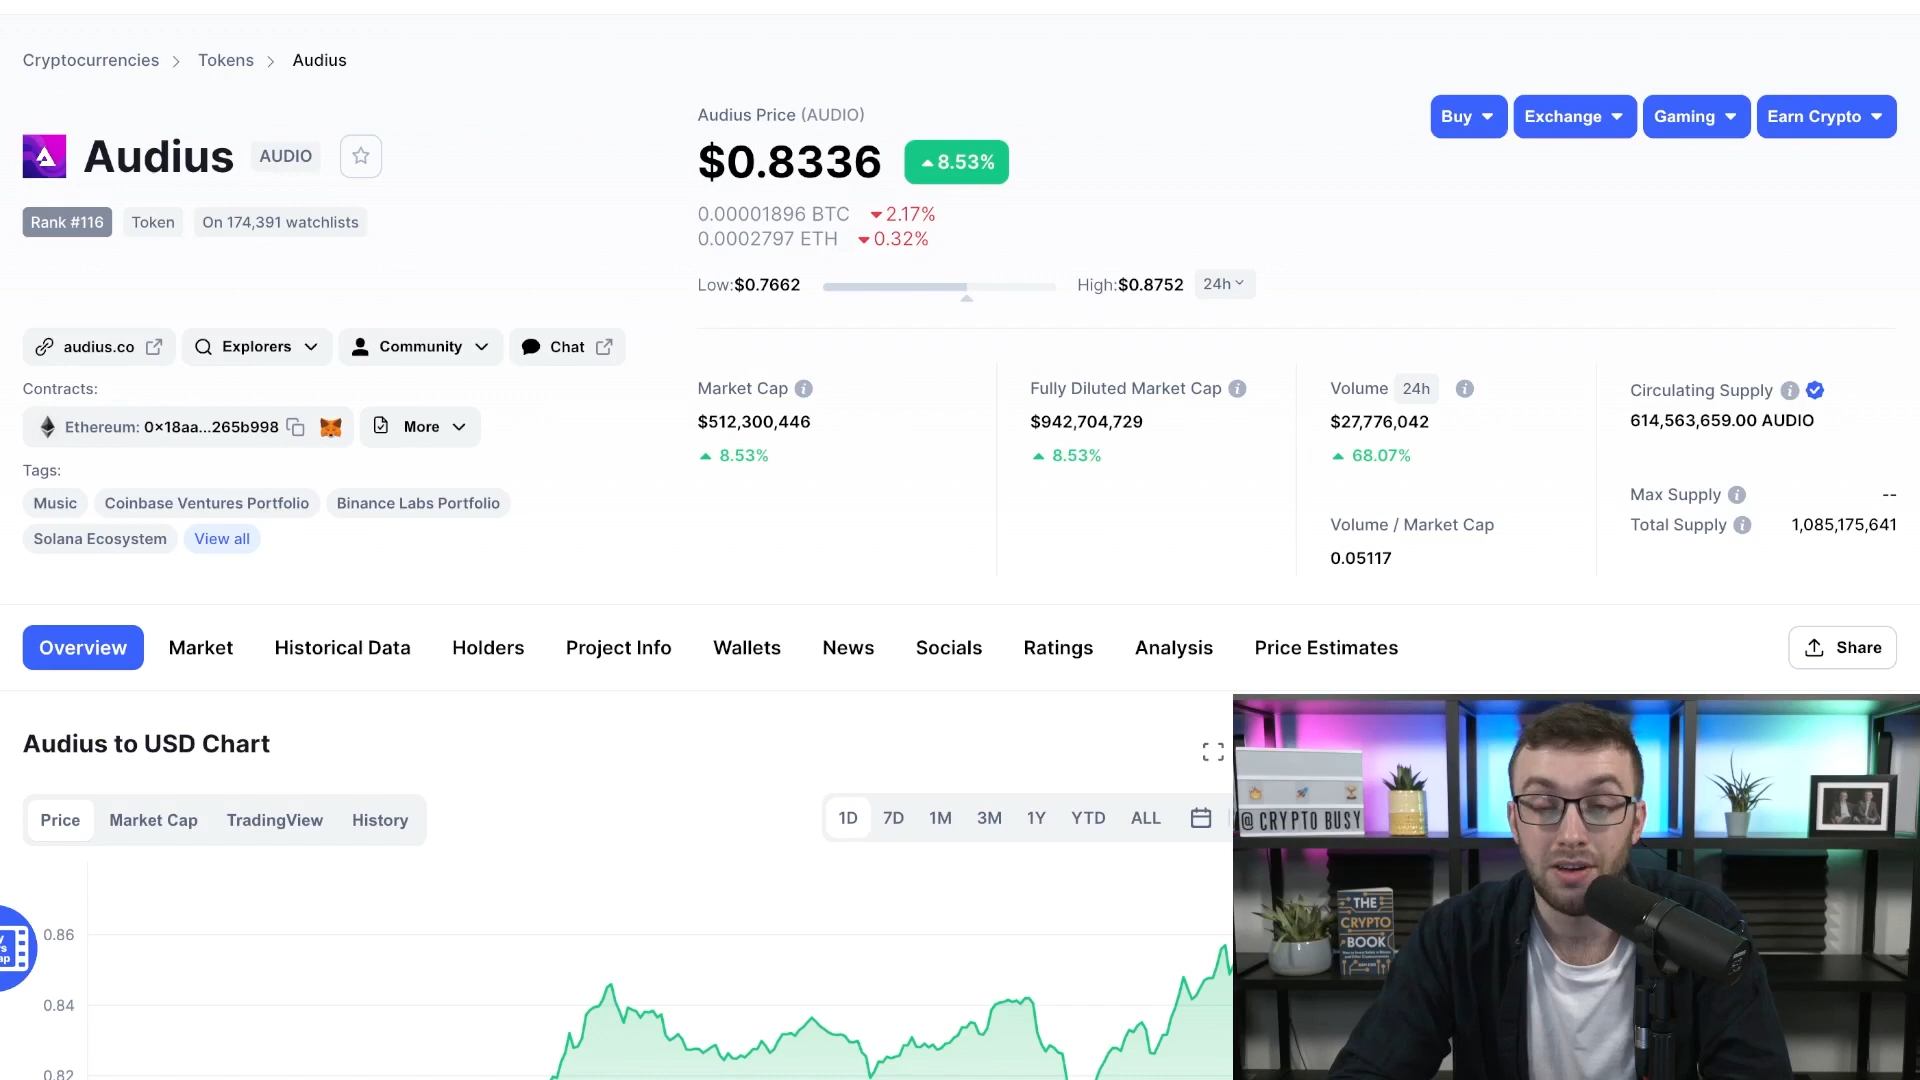 Cryptocurrencies > Tokens > Audius
Audius AUDIO
Rank #116 Token On 174,391 watchlists
Audius Price (AUDIO)
$0.8336 8.53%
0.00001896 BTC 2.17%
0.0002797 ETH 0.32%
Low:$0.7662 High:$0.8752 24h
Buy Exchange Gaming Earn Crypto
audius.co Explorers Community Chat
Contracts:
Ethereum: 0x18aa...265b998 More
Tags:
Music Coinbase Ventures Portfolio Binance Labs Portfolio
Solana Ecosystem View all
Market Cap
$512,300,446
8.53%
Fully Diluted Market Cap
$942,704,729
8.53%
Volume 24h
$27,776,042
68.07%
Volume / Market Cap
0.05117
Circulating Supply
614,563,659.00 AUDIO
Max Supply --
Total Supply 1,085,175,641
Overview Market Historical Data Holders Project Info Wallets News Socials Ratings Analysis Price Estimates Share
Audius to USD Chart
Price Market Cap TradingView History
1D 7D 1M 3M 1Y YTD ALL
0.86
0.84
0.82
@ CRYPTO BUSY
THE
CRYPTO
BOOK